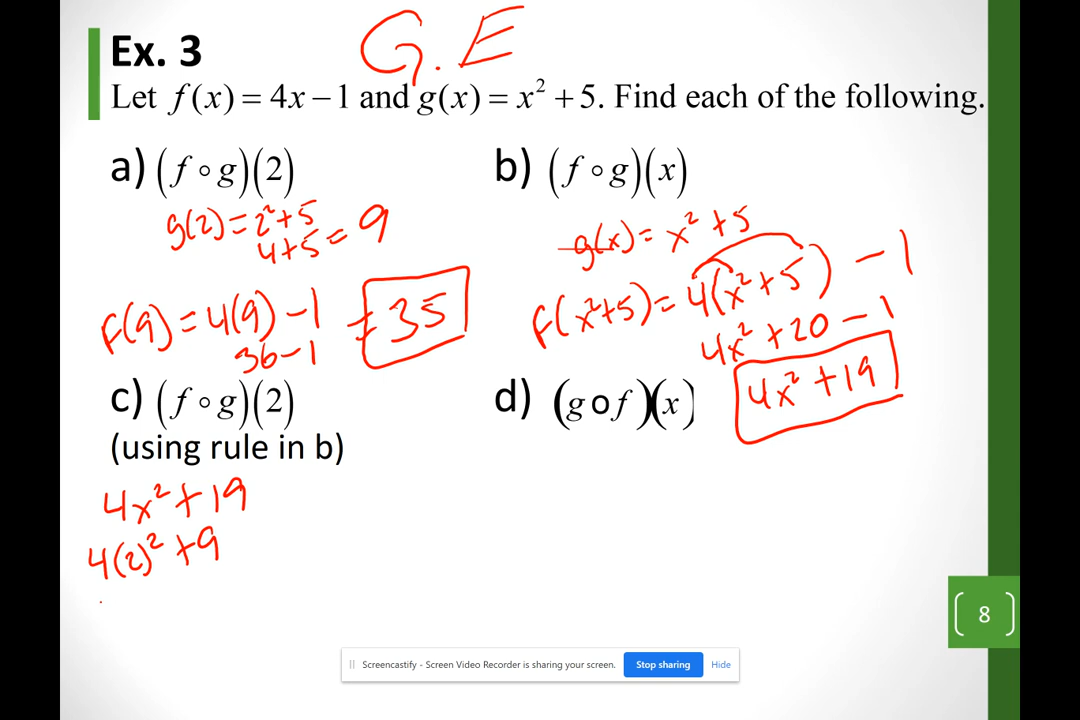 Ex. 3
G.E
Let f(x) = 4x − 1 and g(x) = x² + 5. Find each of the following.
a) (f ∘ g)(2)
g(2) = 2² + 5
4 + 5 = 9
f(9) = 4(9) − 1 = 35
36 − 1
b) (f ∘ g)(x)
g(x) = x² + 5
f(x² + 5) = 4(x² + 5) − 1
4x² + 20 − 1
4x² + 19
c) (f ∘ g)(2)
(using rule in b)
4x² + 19
4(2)² + 9
d) (g o f)(x)
8
Screencastify - Screen Video Recorder is sharing your screen. Stop sharing Hide